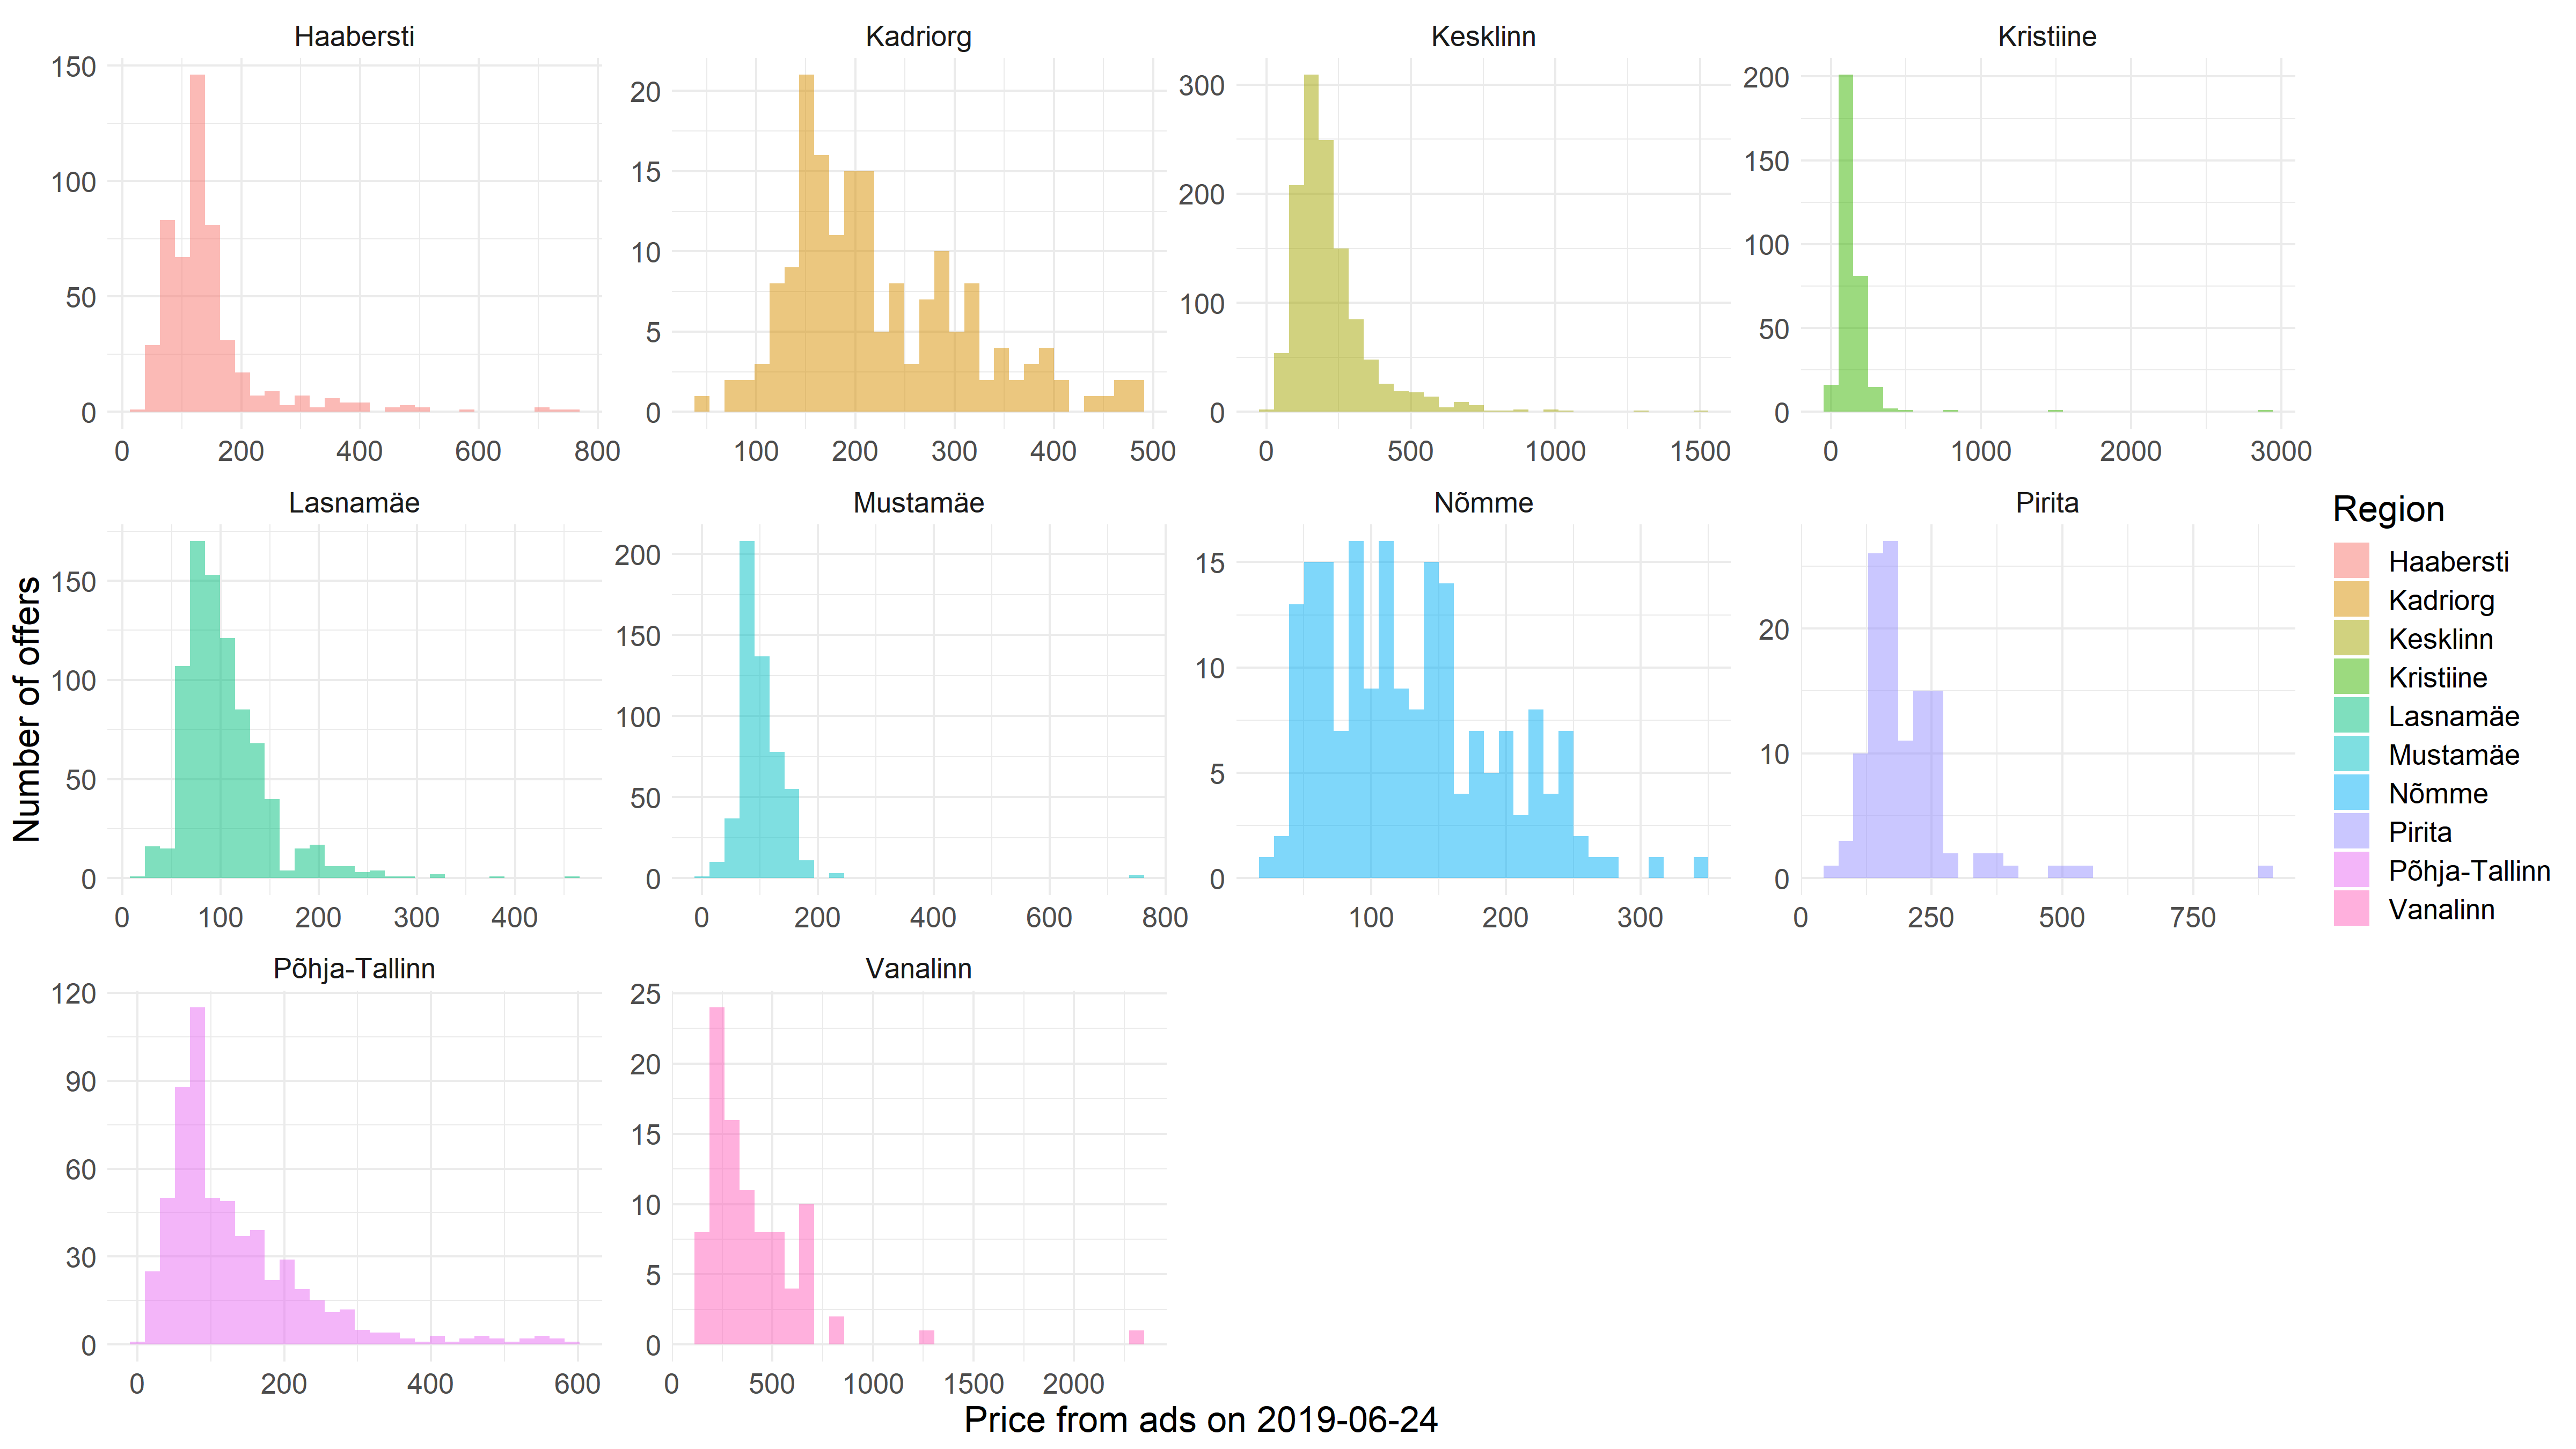 Haabersti
Kadriorg
Kesklinn
Kristiine
150
100
50
0
0 200 400 600 800
20
15
10
5
0
100 200 300 400 500
300
200
100
0
0 500 1000 1500
200
150
100
50
0
0 1000 2000 3000
Lasnamäe
Mustamäe
Nõmme
Pirita
150
100
50
0
0 100 200 300 400
200
150
100
50
0
0 200 400 600 800
15
10
5
0
100 200 300
20
10
0
0 250 500 750
Põhja-Tallinn
Vanalinn
120
90
60
30
0
0 200 400 600
25
20
15
10
5
0
0 500 1000 1500 2000
Number of offers
Price from ads on 2019-06-24
Region
Haabersti
Kadriorg
Kesklinn
Kristiine
Lasnamäe
Mustamäe
Nõmme
Pirita
Põhja-Tallinn
Vanalinn